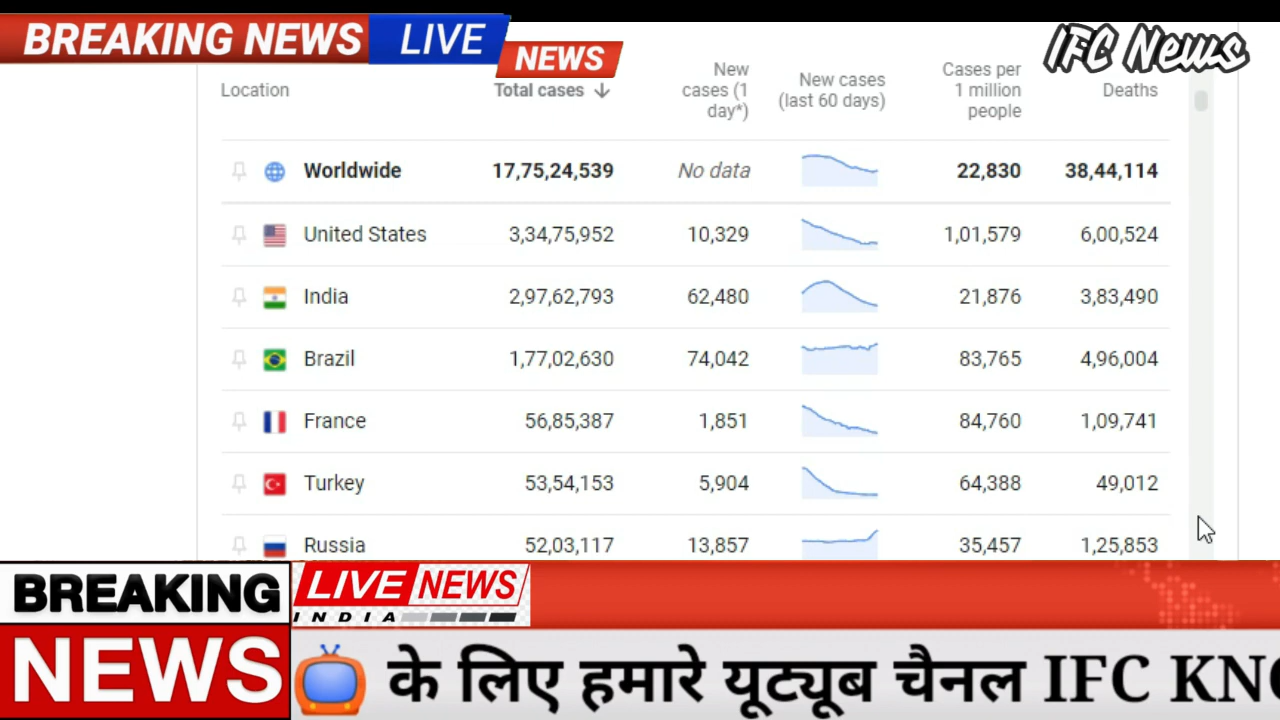 BREAKING NEWS LIVE NEWS
IFC News
Location Total cases New cases (1 day*) New cases (last 60 days) Cases per 1 million people Deaths
Worldwide 17,75,24,539 No data 22,830 38,44,114
United States 3,34,75,952 10,329 1,01,579 6,00,524
India 2,97,62,793 62,480 21,876 3,83,490
Brazil 1,77,02,630 74,042 83,765 4,96,004
France 56,85,387 1,851 84,760 1,09,741
Turkey 53,54,153 5,904 64,388 49,012
Russia 52,03,117 13,857 35,457 1,25,853
BREAKING NEWS
LIVE NEWS
INDIA
के लिए हमारे यूट्यूब चैनल IFC